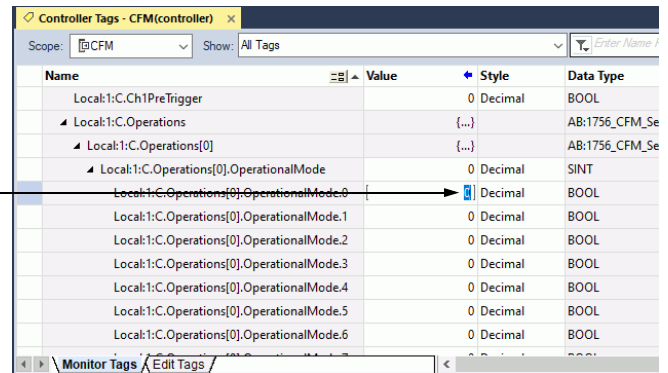 Controller Tags - CFM(controller) ×
Scope: CFM Show: All Tags Enter Name
Name Value Style Data Type
Local:1:C.Ch1PreTrigger 0 Decimal BOOL
Local:1:C.Operations {...} AB:1756_CFM_Se
Local:1:C.Operations[0] {...} AB:1756_CFM_Se
Local:1:C.Operations[0].OperationalMode 0 Decimal SINT
Local:1:C.Operations[0].OperationalMode.0 Decimal BOOL
Local:1:C.Operations[0].OperationalMode.1 0 Decimal BOOL
Local:1:C.Operations[0].OperationalMode.2 0 Decimal BOOL
Local:1:C.Operations[0].OperationalMode.3 0 Decimal BOOL
Local:1:C.Operations[0].OperationalMode.4 0 Decimal BOOL
Local:1:C.Operations[0].OperationalMode.5 0 Decimal BOOL
Local:1:C.Operations[0].OperationalMode.6 0 Decimal BOOL
Monitor Tags Edit Tags